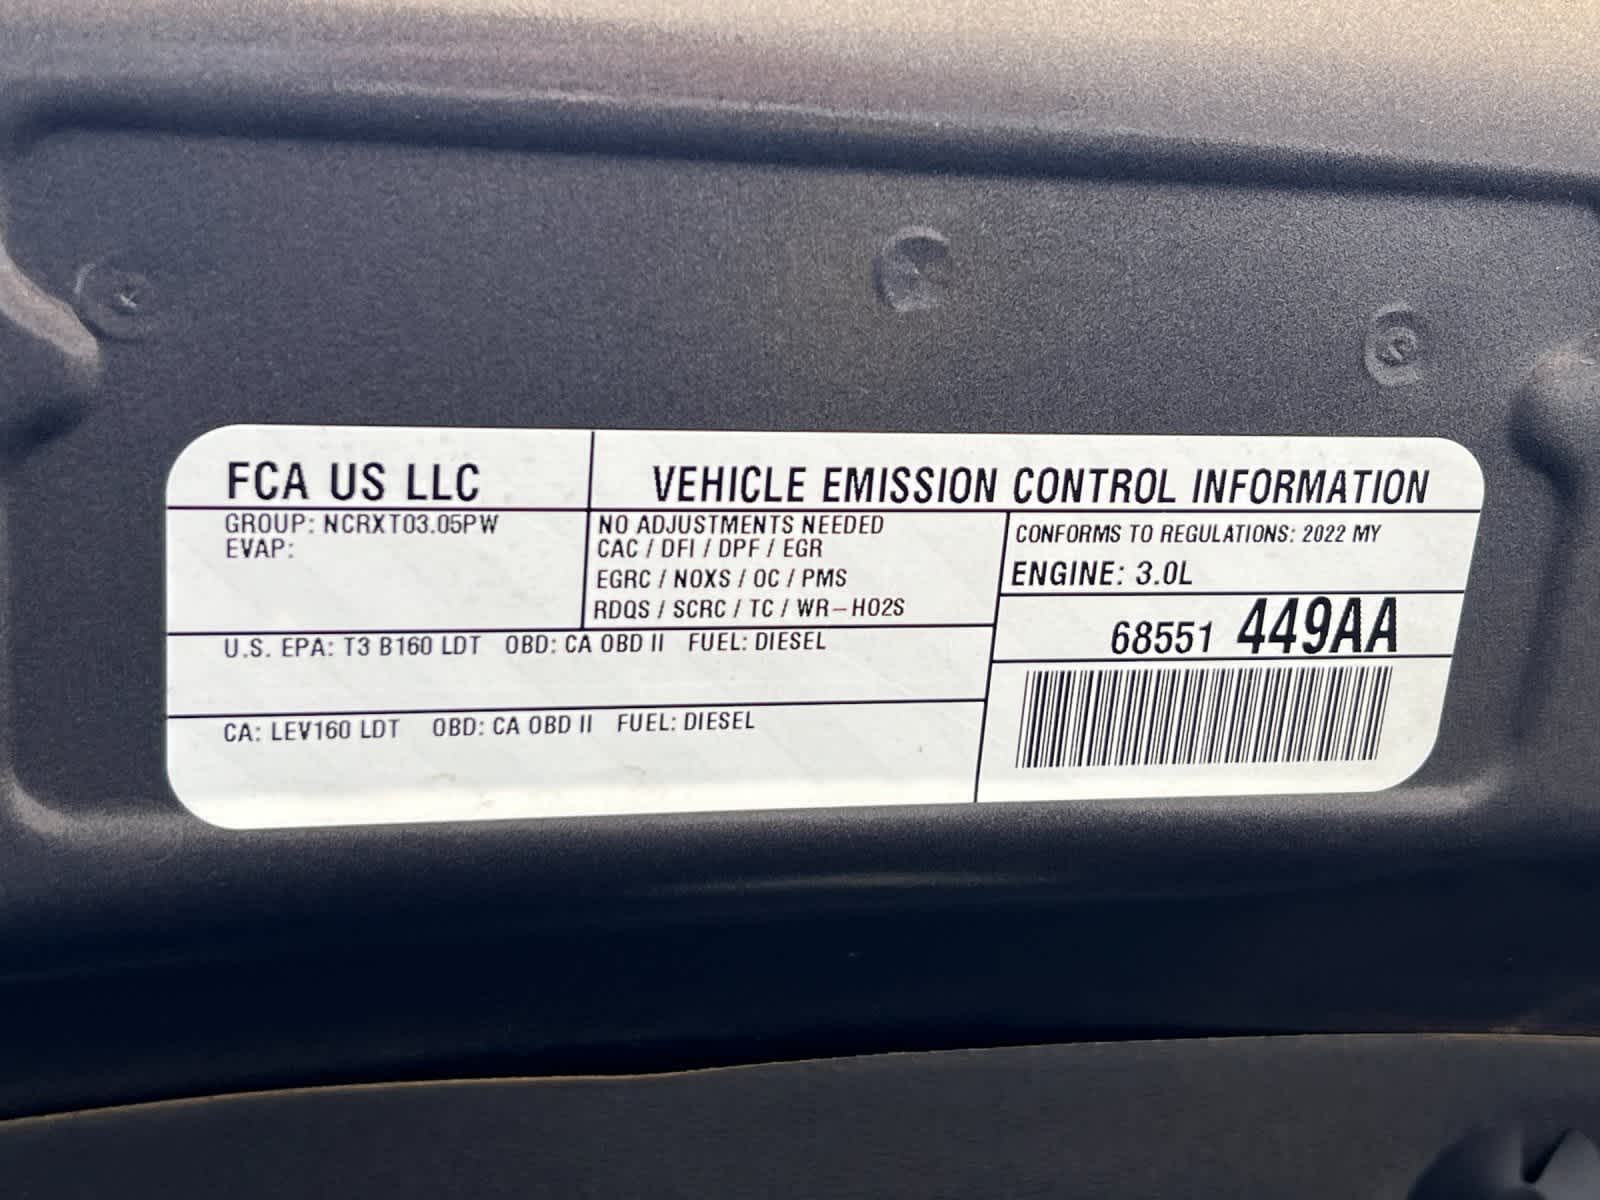 FCA US LLC
VEHICLE EMISSION CONTROL INFORMATION
GROUP: NCRXT03.05PW
EVAP:
NO ADJUSTMENTS NEEDED
CAC / DFI / DPF / EGR
EGRC / NOXS / OC / PMS
RDQS / SCRC / TC / WR-HO2S
CONFORMS TO REGULATIONS: 2022 MY
ENGINE: 3.0L
68551 449AA
U.S. EPA: T3 B160 LDT OBD: CA OBD II FUEL: DIESEL
CA: LEV160 LDT OBD: CA OBD II FUEL: DIESEL